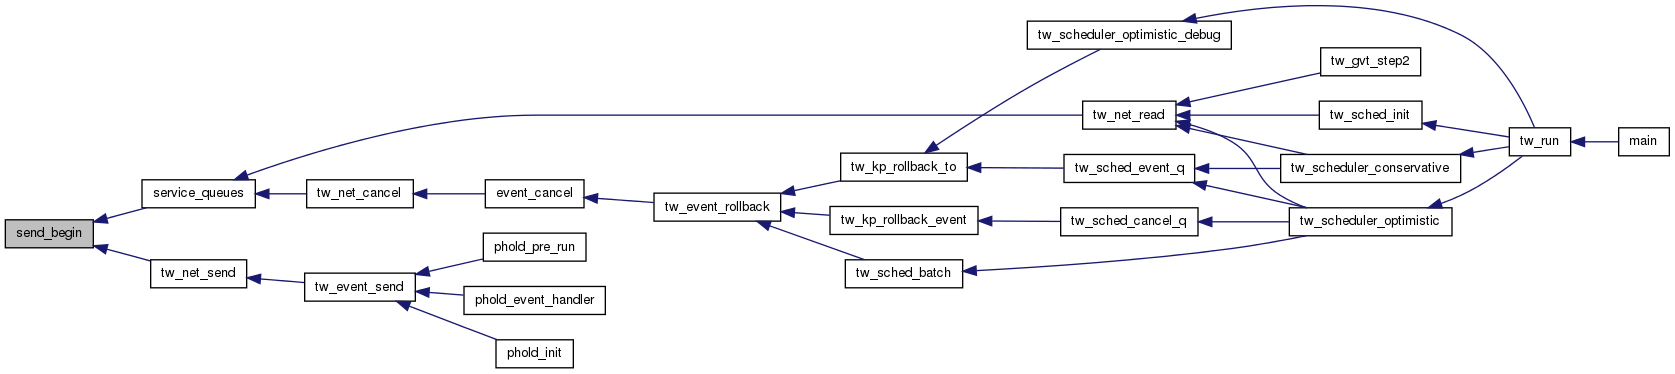 tw_scheduler_optimistic_debug
tw_gvt_step2
tw_net_read
tw_sched_init
tw_run
main
tw_kp_rollback_to
tw_sched_event_q
tw_scheduler_conservative
service_queues
tw_net_cancel
event_cancel
tw_event_rollback
tw_kp_rollback_event
tw_sched_cancel_q
tw_scheduler_optimistic
send_begin
phold_pre_run
tw_net_send
tw_event_send
tw_sched_batch
phold_event_handler
phold_init